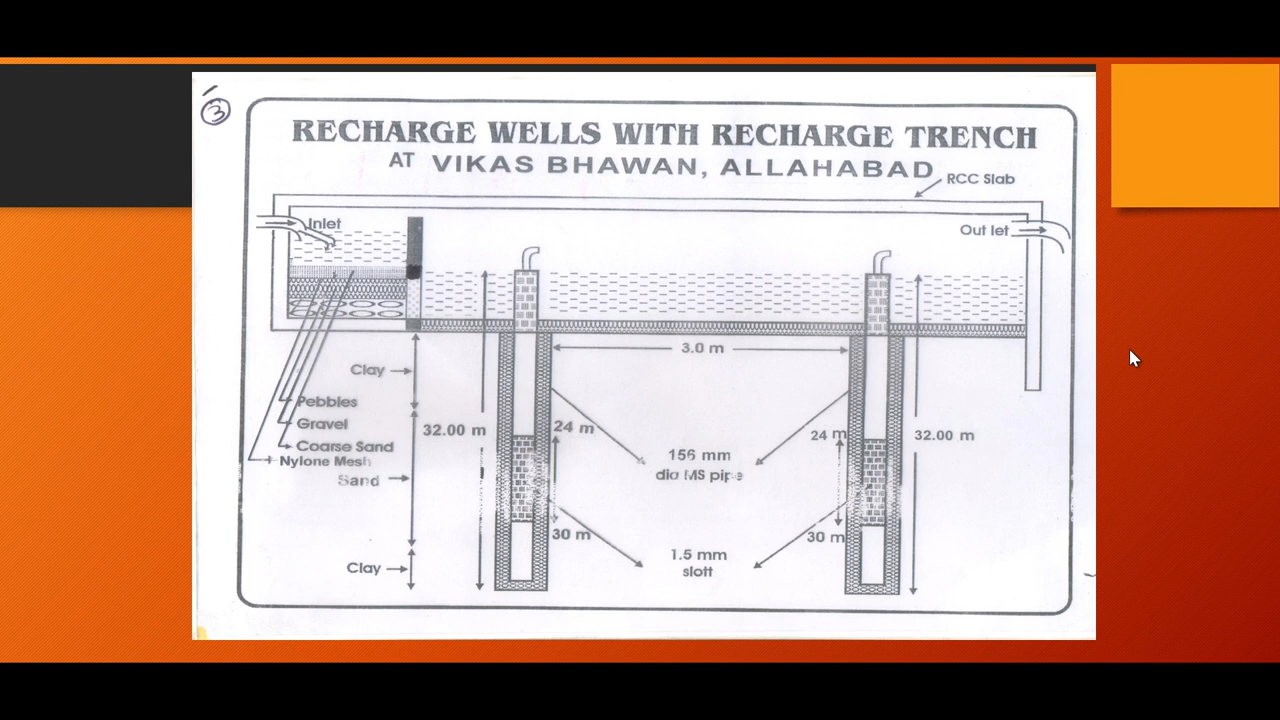 3
RECHARGE WELLS WITH RECHARGE TRENCH
AT VIKAS BHAWAN, ALLAHABAD
RCC Slab
Inlet
Out let
3.0 m
Clay
Pebbles
Gravel
Coarse Sand
Nylone Mesh
Sand
Clay
32.00 m
24 m
30 m
156 mm
dia MS pipe
1.5 mm
slott
24 m
30 m
32.00 m